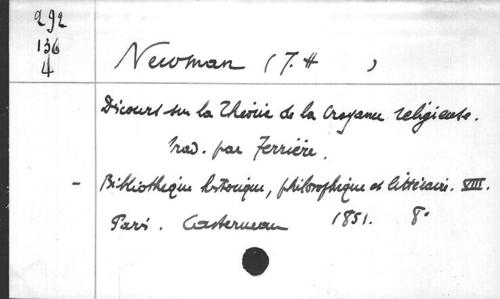 292
136
4
Newman (J. H )
Discours sur la Théorie de la Croyance religieuse.
Trad. par Ferrière.
- Bibliothèque historique, philosophique et littéraire. VIII.
Paris. Casterman 1851. 8°